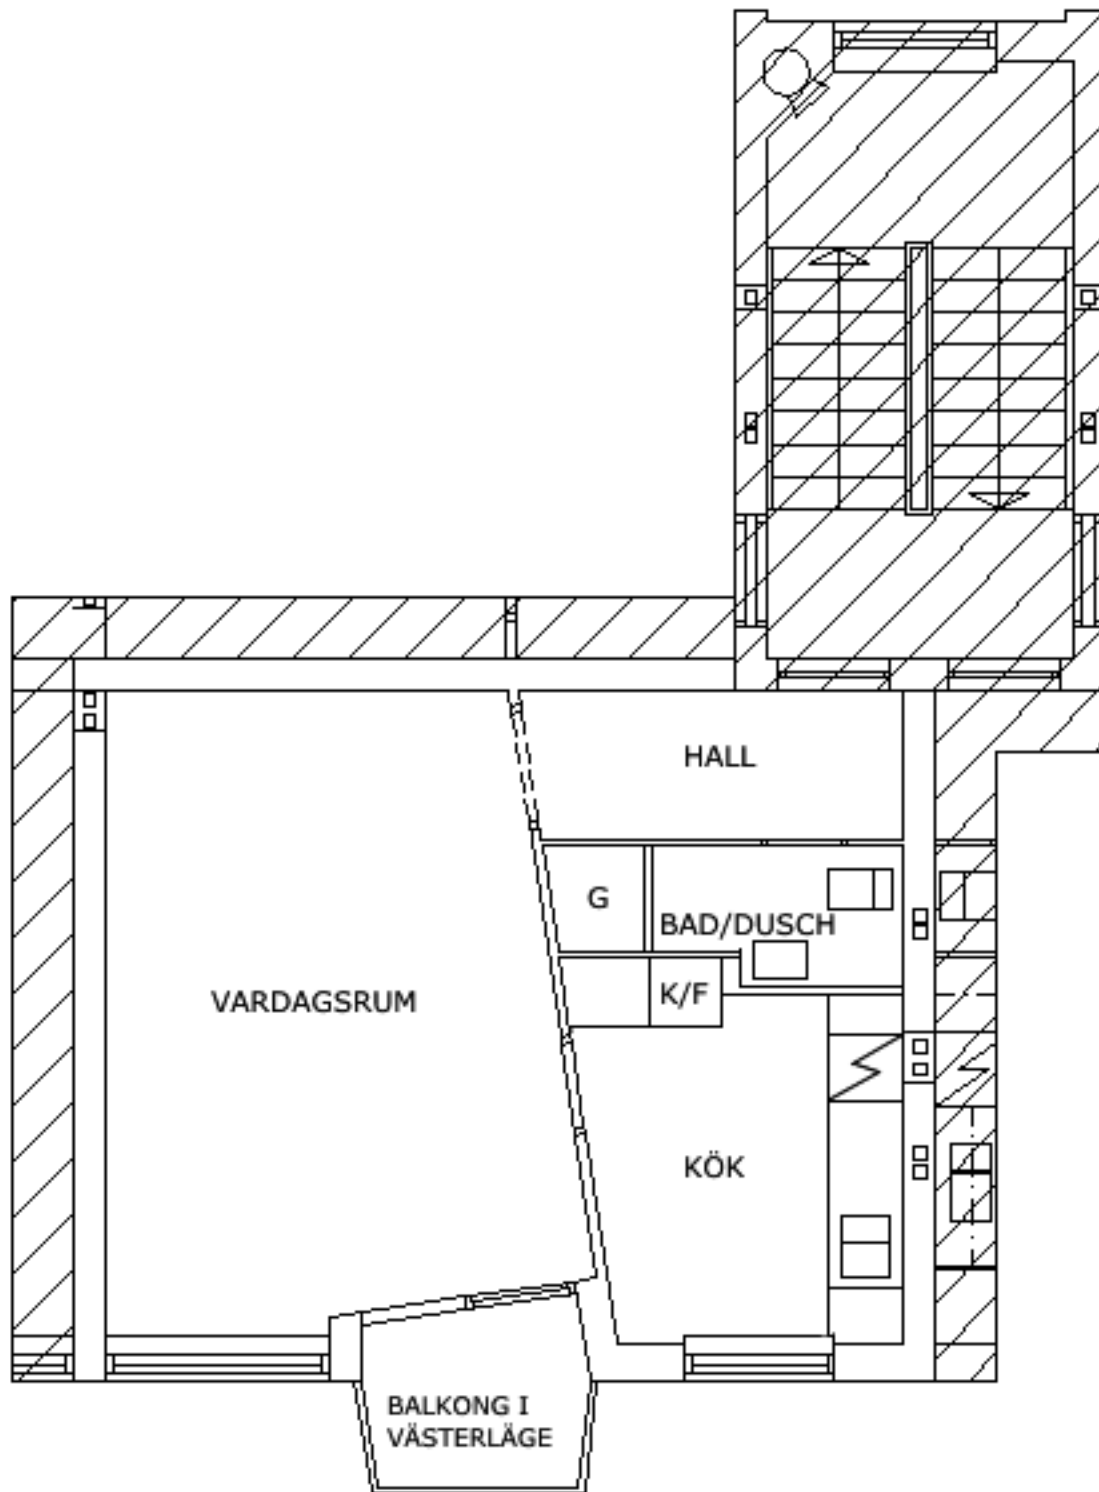 HALL
G
BAD/DUSCH
K/F
VARDAGSRUM
KÖK
BALKONG I
VÄSTERLÄGE